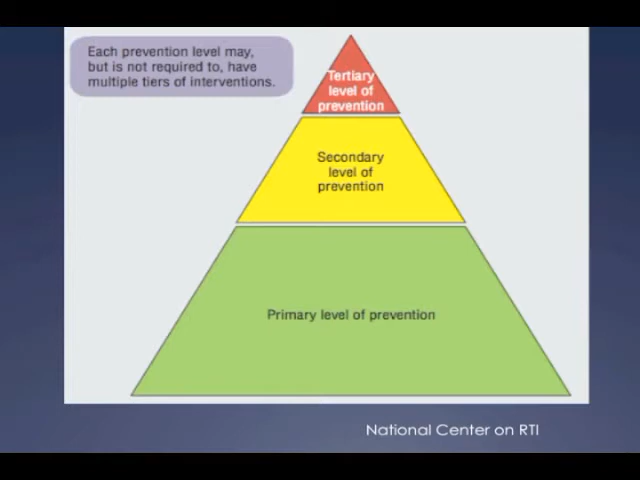 Each prevention level may,
but is not required to, have
multiple tiers of interventions.
Tertiary
level of
prevention
Secondary
level of
prevention
Primary level of prevention
National Center on RTI